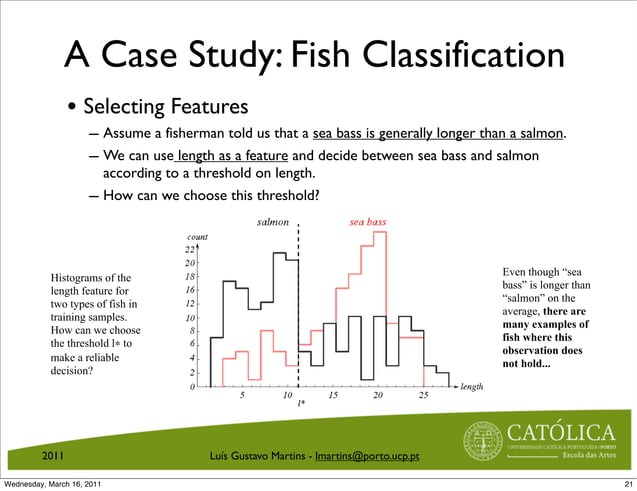 A Case Study: Fish Classification
• Selecting Features
– Assume a fisherman told us that a sea bass is generally longer than a salmon.
– We can use length as a feature and decide between sea bass and salmon
according to a threshold on length.
– How can we choose this threshold?
Histograms of the
length feature for
two types of fish in
training samples.
How can we choose
the threshold l∗ to
make a reliable
decision?
salmon
sea bass
count
22
20
18
16
12
10
8
6
4
2
0
5
10
15
20
25
length
l*
Even though “sea
bass” is longer than
“salmon” on the
average, there are
many examples of
fish where this
observation does
not hold...
2011
Luís Gustavo Martins - lmartins@porto.ucp.pt
CATÓLICA
UNIVERSIDADE CATÓLICA PORTUGUESA | PORTO
Escola das Artes
Wednesday, March 16, 2011
21